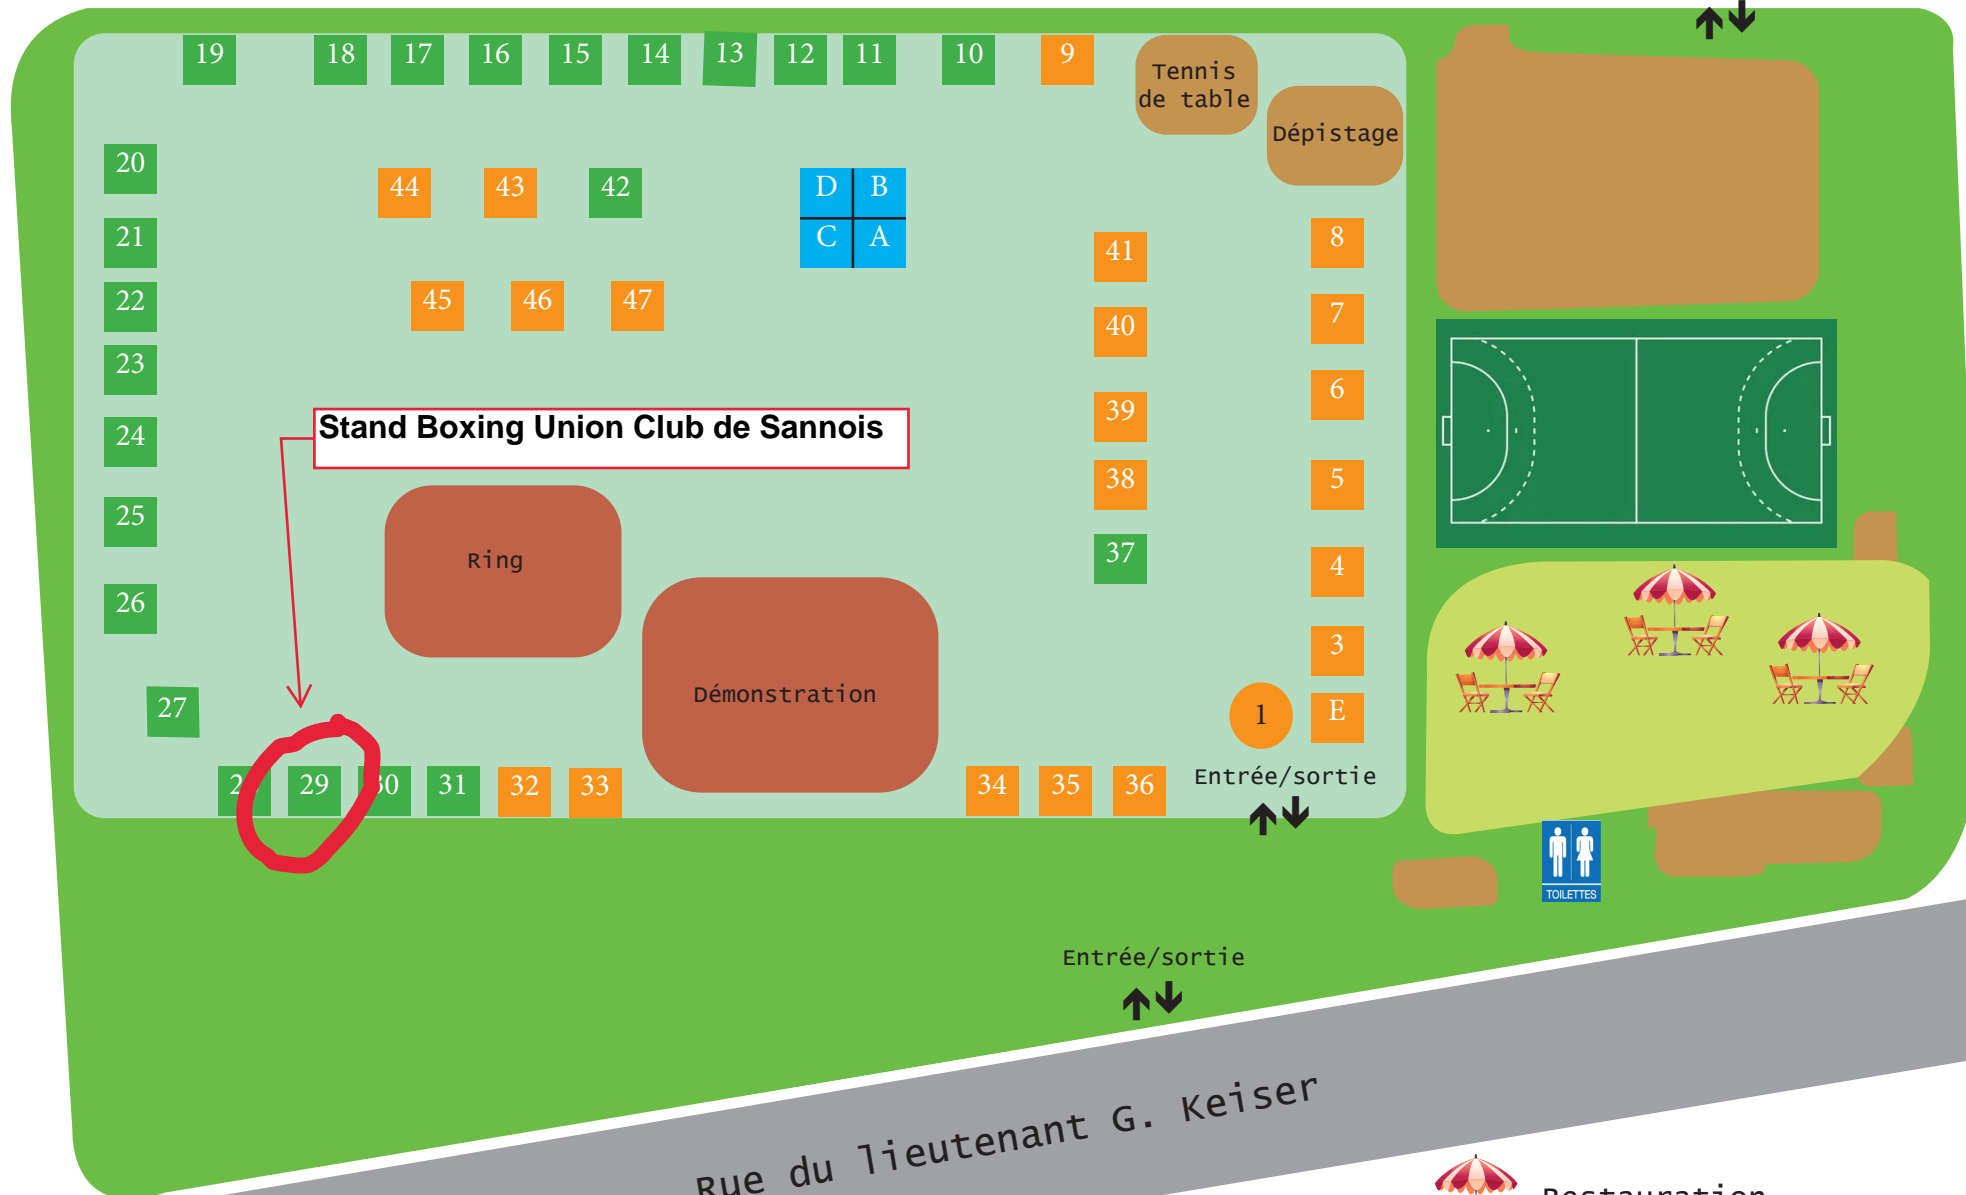 19 18 17 16 15 14 13 12 11 10 9
Tennis
de table
Dépistage
20
44 43 42
D B
C A
21
41
8
22
45 46 47
40
7
23
39
6
24
Stand Boxing Union Club de Sannois
38
5
25
Ring
37
4
26
3
27
Démonstration
1
E
29 30 31 32 33
34 35 36
Entrée/sortie
TOILETTES
Entrée/sortie
Rue du lieutenant G. Keiser
Restauration